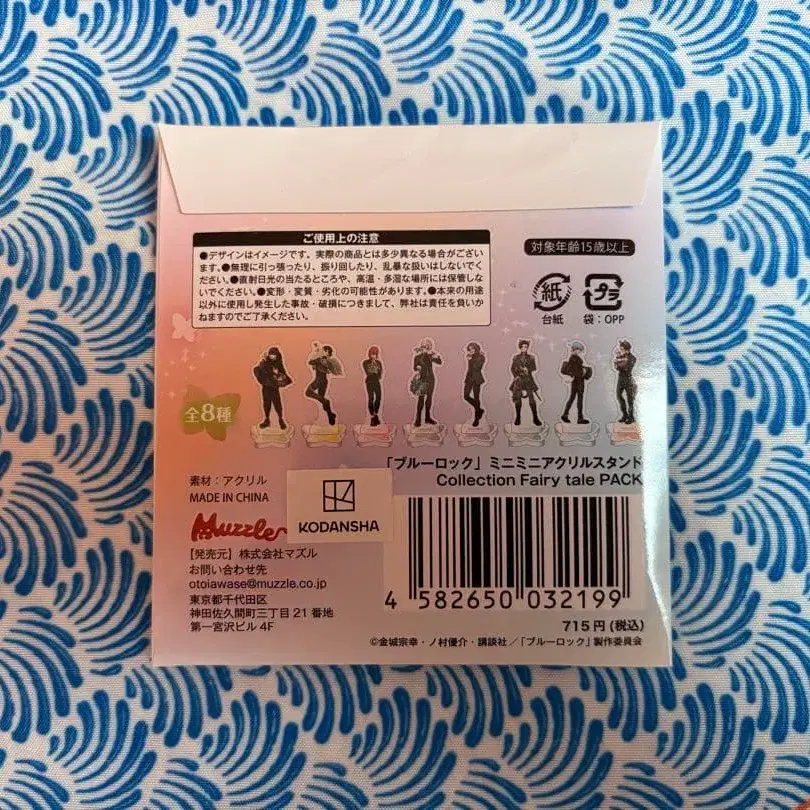 ご使用上の注意
●デザインはイメージです。実際の商品とは多少異なる場合がござい
ます。●無理に引っ張ったり、振り回したり、乱暴な扱いはしないでくだ
さい。●直射日光の当たるところや、高温・多湿な場所には保管しな
いでください。●変形・変質・劣化の可能性があります。●本来の用途
以外に使用し発生した事故・破損につきまして、弊社は責任を負いか
ねますのでご了承ください。
対象年齢15歳以上
紙
台紙
プラ
袋：OPP
全8種
「ブルーロック」ミニミニアクリルスタンド
Collection Fairy tale PACK
素材：アクリル
MADE IN CHINA
Muzzle
KODANSHA
【発売元】株式会社マズル
お問い合わせ先
otoiawase@muzzle.co.jp
東京都千代田区
神田佐久間町三丁目21番地
第一宮沢ビル 4F
4 582650 032199
715円(税込)
©金城宗幸・ノ村優介・講談社／「ブルーロック」製作委員会